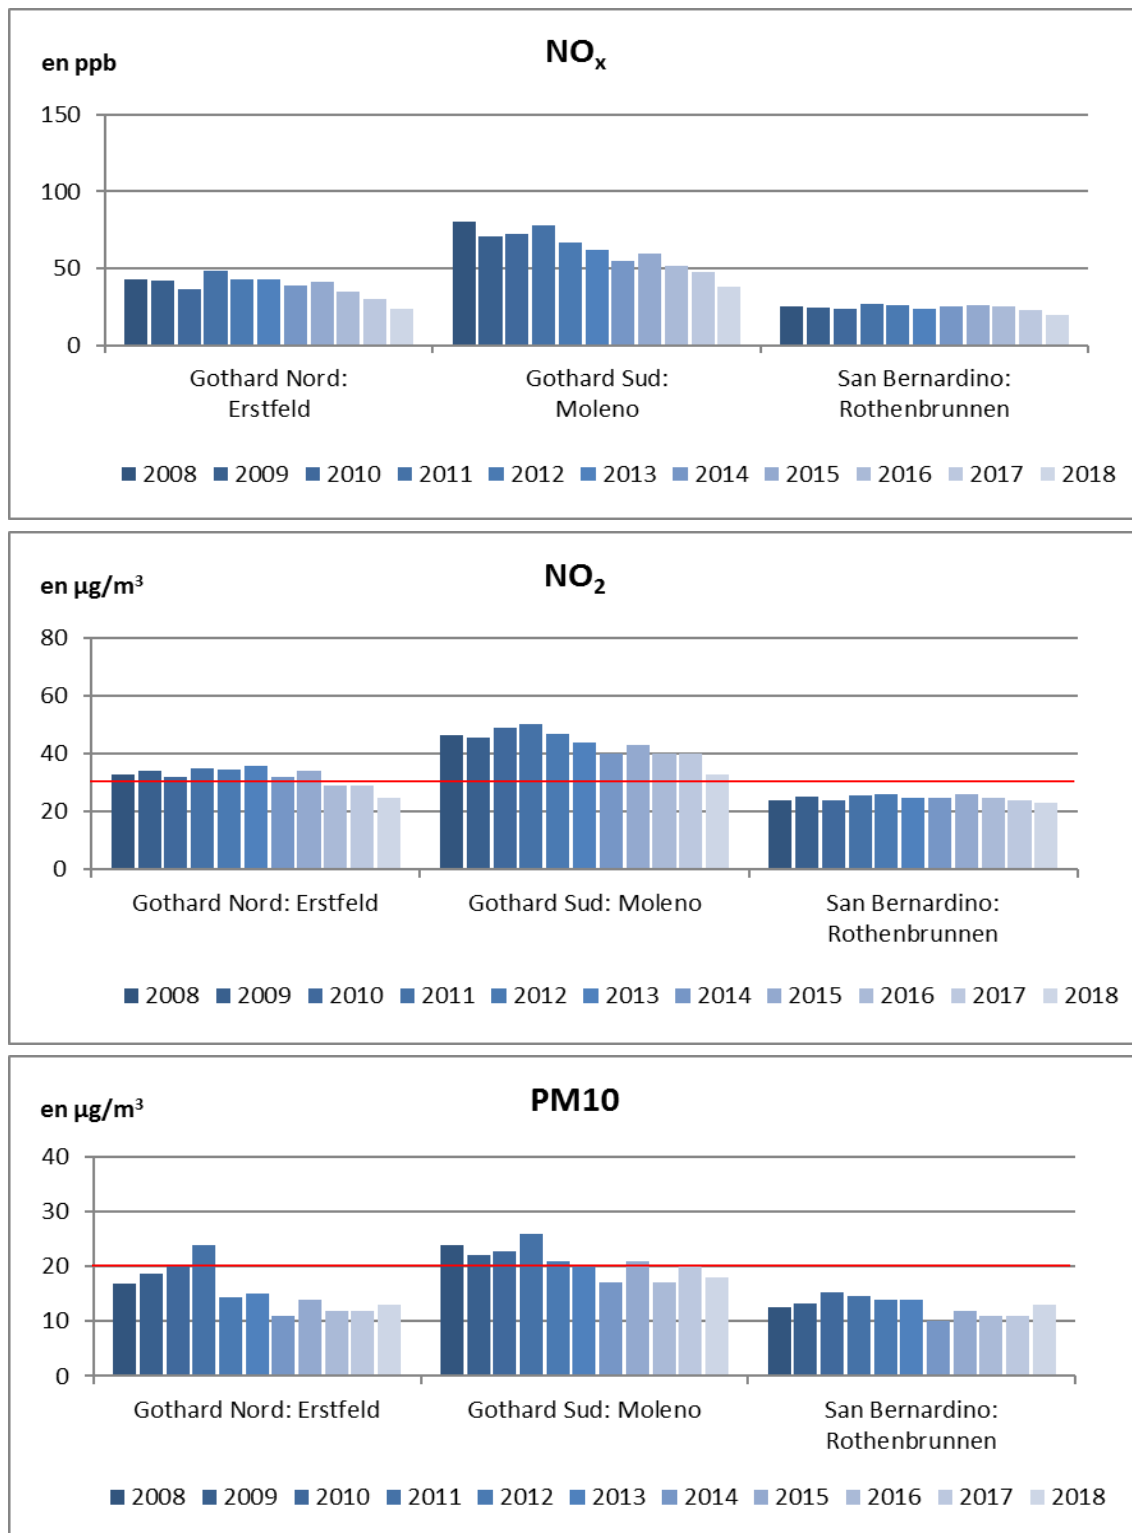 NOx
en ppb
150
100
50
0
Gothard Nord:
Erstfeld
Gothard Sud:
Moleno
San Bernardino:
Rothenbrunnen
2008 2009 2010 2011 2012 2013 2014 2015 2016 2017 2018
NO2
en µg/m³
80
60
40
20
0
Gothard Nord: Erstfeld
Gothard Sud: Moleno
San Bernardino:
Rothenbrunnen
2008 2009 2010 2011 2012 2013 2014 2015 2016 2017 2018
PM10
en µg/m³
40
30
20
10
0
Gothard Nord: Erstfeld
Gothard Sud: Moleno
San Bernardino:
Rothenbrunnen
2008 2009 2010 2011 2012 2013 2014 2015 2016 2017 2018